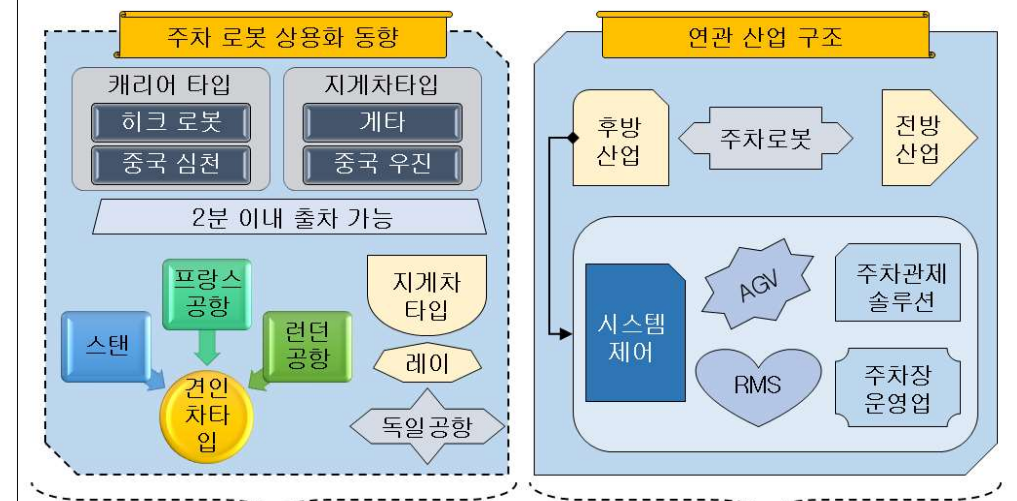 주차 로봇 상용화 동향
캐리어 타입
히크 로봇
중국 심천
지게차타입
게타
중국 우진
2분 이내 출차 가능
프랑스
공항
스탠
런던
공항
견인
차타
입
지게차
타입
레이
독일공항
연관 산업 구조
후방
산업
주차로봇
전방
산업
시스템
제어
AGV
주차관제
솔루션
RMS
주차장
운영업